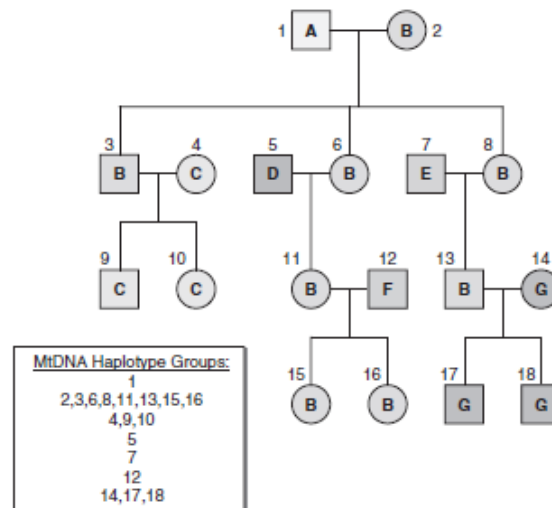 1 A B 2
3 4 5 6 7 8
B C D B E B
9 10 11 12 13 14
C C B F B G
15 16 17 18
B B G G
MtDNA Haplotype Groups:
1
2,3,6,8,11,13,15,16
4,9,10
5
7
12
14,17,18